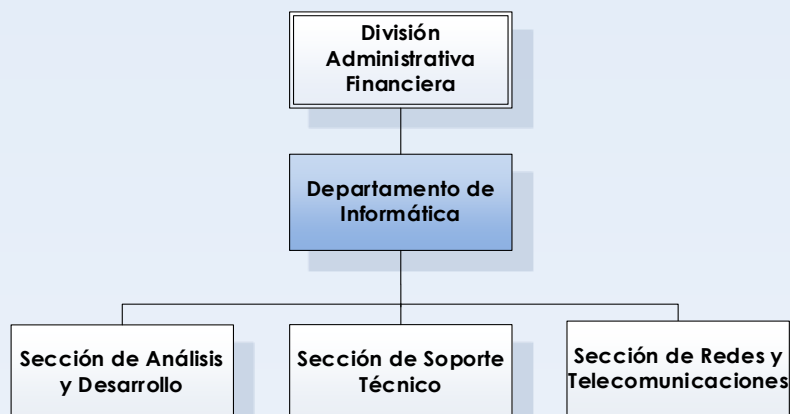 División
Administrativa
Financiera
Departamento de
Informática
Sección de Análisis
y Desarrollo
Sección de Soporte
Técnico
Sección de Redes y
Telecomunicaciones